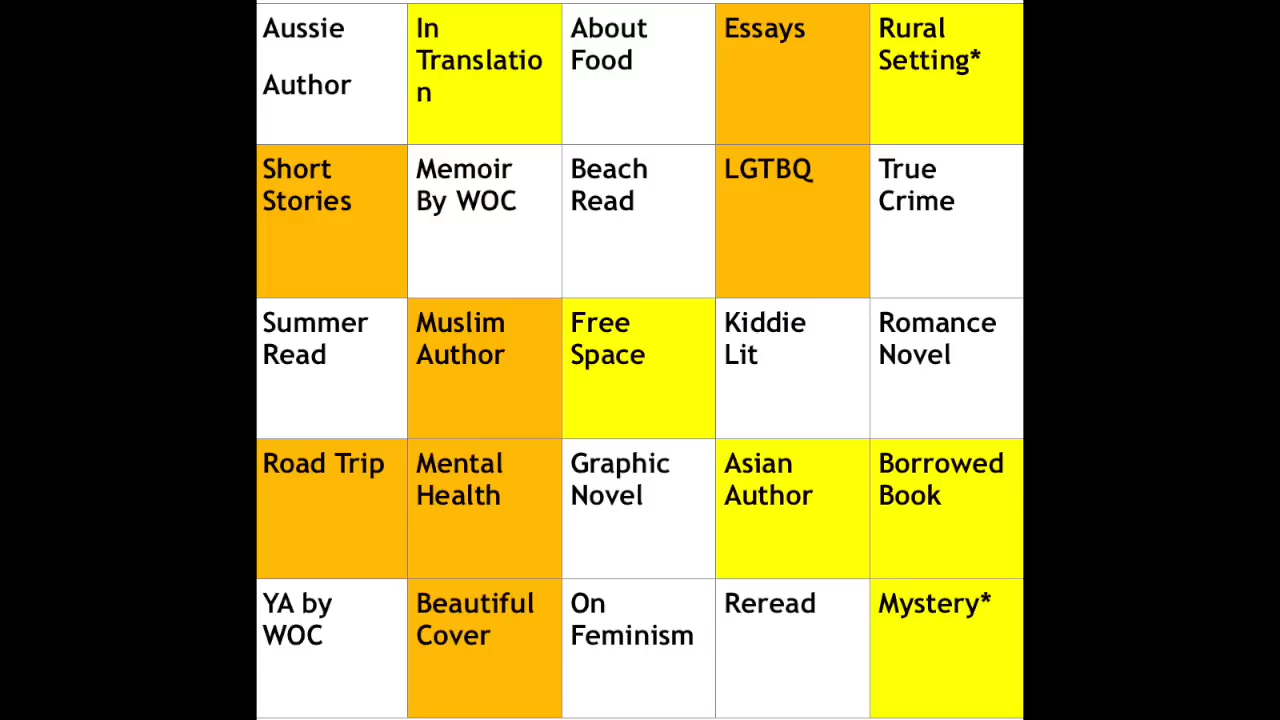 Aussie
Author
In
Translatio
n
About
Food
Essays
Rural
Setting*
Short
Stories
Memoir
By WOC
Beach
Read
LGTBQ
True
Crime
Summer
Read
Muslim
Author
Free
Space
Kiddie
Lit
Romance
Novel
Road Trip
Mental
Health
Graphic
Novel
Asian
Author
Borrowed
Book
YA by
WOC
Beautiful
Cover
On
Feminism
Reread
Mystery*